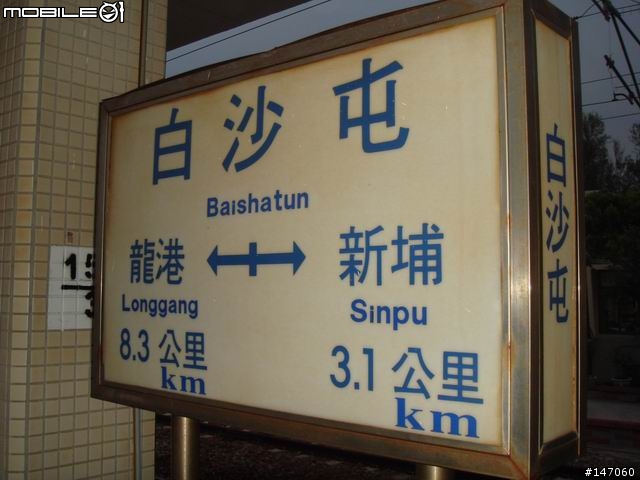 MOBILE01
白沙屯
Baishatun
龍港
新埔
Longgang
Sinpu
8.3 公里
km
3.1 公里
km
白沙屯
15
#147060